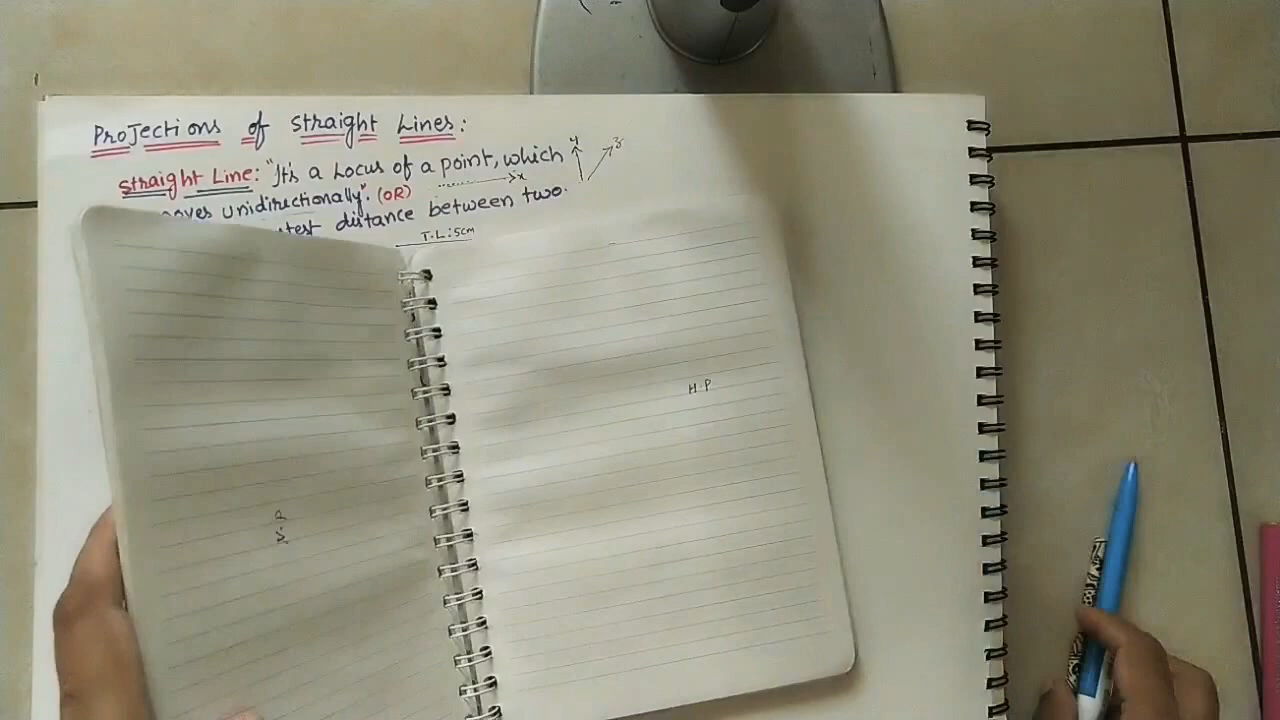 Projections of Straight Lines:
Straight Line: "It's a Locus of a point, which
moves unidirectionally". (OR)
distance between two.
T.L:5cm
x
y
z
H.P